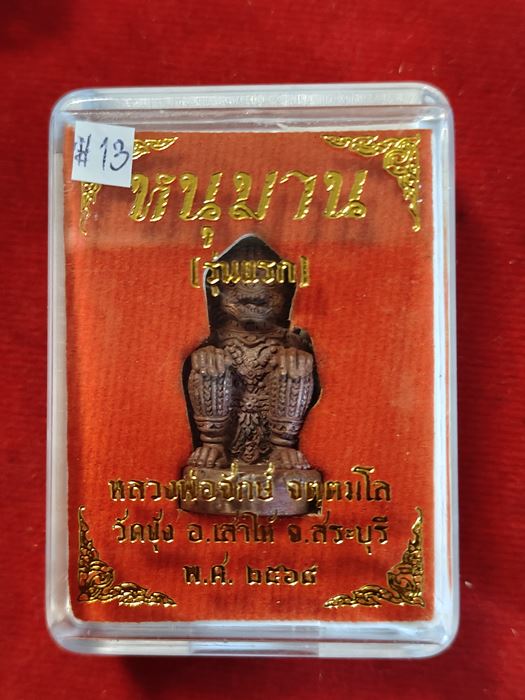 #13
หนุมาน
[รุ่นแรก]
หลวงพ่อจักษ์ จตฺตมโล
วัดชุ้ง อ.เสาไห้ จ.สระบุรี
พ.ศ. ๒๕๖๔